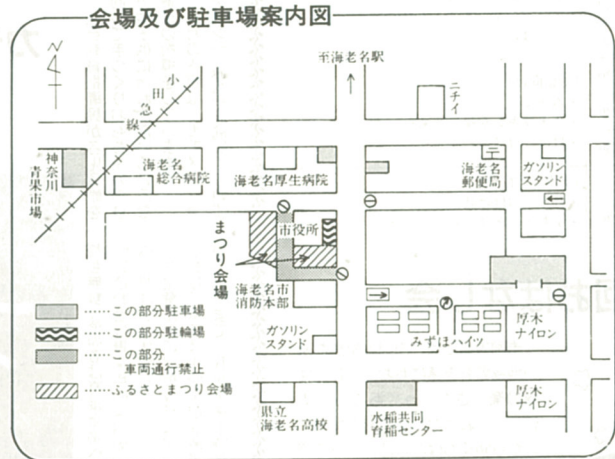 会場及び駐車場案内図
至海老名駅
N
小田急線
ニチイ
神奈川
青果市場
海老名
総合病院
海老名厚生病院
〒
海老名
郵便局
ガソリン
スタンド
まつり会場
市役所
海老名市
消防本部
ガソリン
スタンド
みずほハイツ
厚木
ナイロン
この部分駐車場
この部分駐輪場
この部分
車両通行禁止
ふるさとまつり会場
県立
海老名高校
水稲共同
育稲センター
厚木
ナイロン